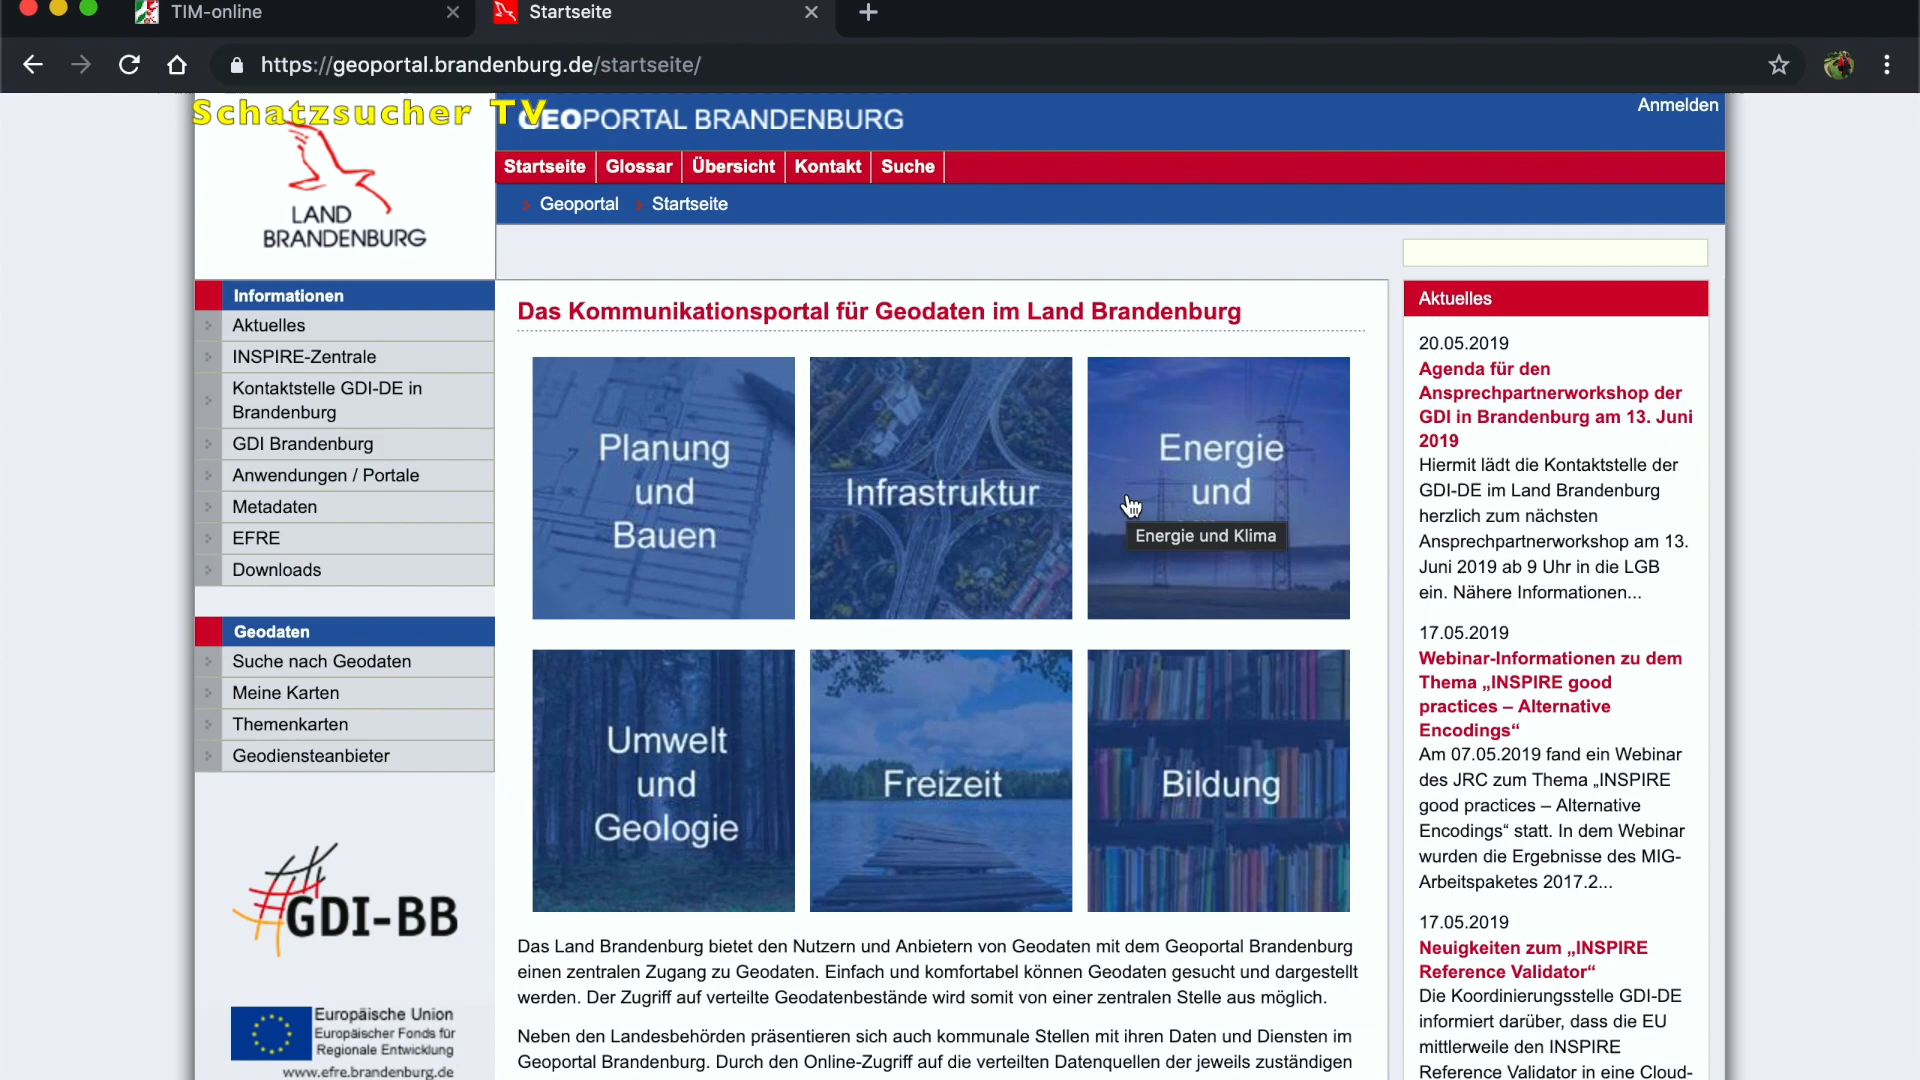 TIM-online
Startseite
https://geoportal.brandenburg.de/startseite/
Schatzsucher TV
GEOPORTAL BRANDENBURG
Anmelden
LAND
BRANDENBURG
Startseite
Glossar
Übersicht
Kontakt
Suche
Geoportal
Startseite
Informationen
Aktuelles
INSPIRE-Zentrale
Kontaktstelle GDI-DE in
Brandenburg
GDI Brandenburg
Anwendungen / Portale
Metadaten
EFRE
Downloads
Geodaten
Suche nach Geodaten
Meine Karten
Themenkarten
Geodiensteanbieter
GDI-BB
Europäische Union
Europäischer Fonds für
Regionale Entwicklung
www.efre.brandenburg.de
Das Kommunikationsportal für Geodaten im Land Brandenburg
Planung
und
Bauen
Infrastruktur
Energie
und
Energie und Klima
Umwelt
und
Geologie
Freizeit
Bildung
Das Land Brandenburg bietet den Nutzern und Anbietern von Geodaten mit dem Geoportal Brandenburg
einen zentralen Zugang zu Geodaten. Einfach und komfortabel können Geodaten gesucht und dargestellt
werden. Der Zugriff auf verteilte Geodatenbestände wird somit von einer zentralen Stelle aus möglich.
Neben den Landesbehörden präsentieren sich auch kommunale Stellen mit ihren Daten und Diensten im
Geoportal Brandenburg. Durch den Online-Zugriff auf die verteilten Datenquellen der jeweils zuständigen
Aktuelles
20.05.2019
Agenda für den
Ansprechpartnerworkshop der
GDI in Brandenburg am 13. Juni
2019
Hiermit lädt die Kontaktstelle der
GDI-DE im Land Brandenburg
herzlich zum nächsten
Ansprechpartnerworkshop am 13.
Juni 2019 ab 9 Uhr in die LGB
ein. Nähere Informationen...
17.05.2019
Webinar-Informationen zu dem
Thema „INSPIRE good
practices – Alternative
Encodings“
Am 07.05.2019 fand ein Webinar
des JRC zum Thema „INSPIRE
good practices – Alternative
Encodings“ statt. In dem Webinar
wurden die Ergebnisse des MIG-
Arbeitspaketes 2017.2...
17.05.2019
Neuigkeiten zum „INSPIRE
Reference Validator“
Die Koordinierungsstelle GDI-DE
informiert darüber, dass die EU
mittlerweile den INSPIRE
Reference Validator in eine Cloud-